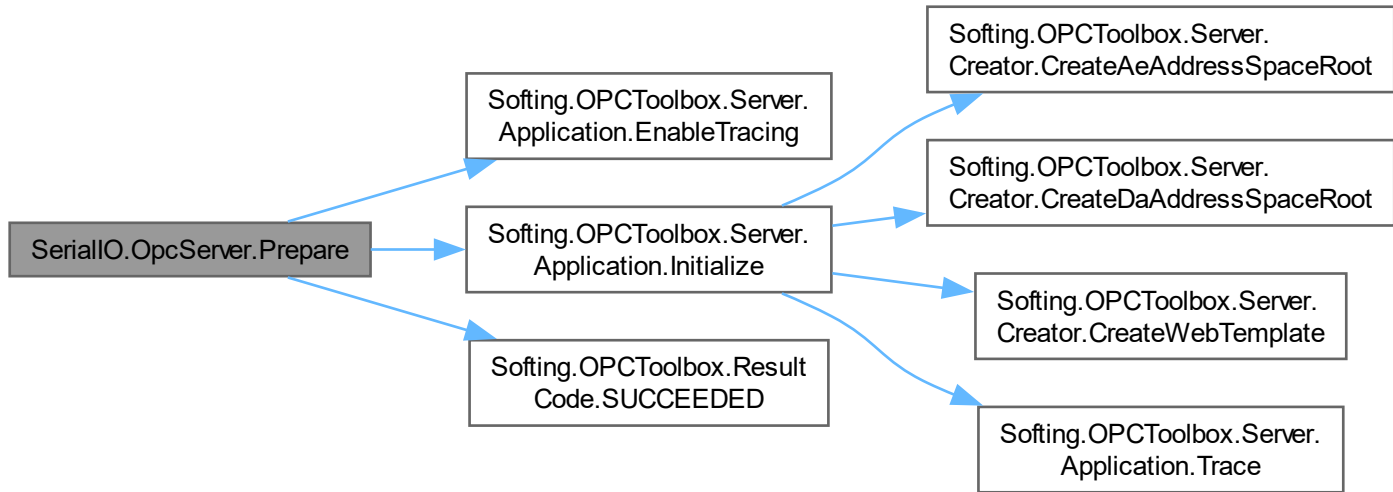 SerialIO.OpcServer.Prepare
Softing.OPCToolbox.Server.
Application.EnableTracing
Softing.OPCToolbox.Server.
Application.Initialize
Softing.OPCToolbox.Result
Code.SUCCEEDED
Softing.OPCToolbox.Server.
Creator.CreateAeAddressSpaceRoot
Softing.OPCToolbox.Server.
Creator.CreateDaAddressSpaceRoot
Softing.OPCToolbox.Server.
Creator.CreateWebTemplate
Softing.OPCToolbox.Server.
Application.Trace